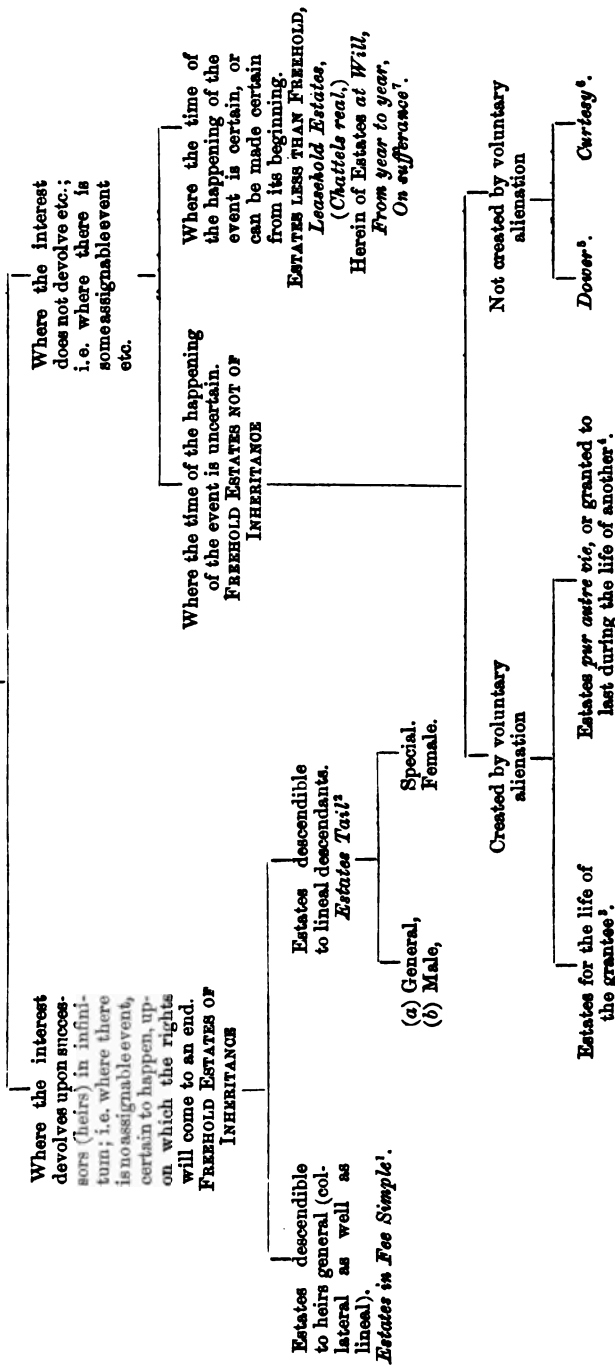 Where the interest
devolves upon succes-
sors (heirs) in infini-
tum; i.e. where there
is no assignable event,
certain to happen, up-
on which the rights
will come to an end.
FREEHOLD ESTATES OF
INHERITANCE
Where the interest
does not devolve etc.;
i.e. where there is
some assignable event
etc.
Estates descendible
to heirs general (col-
lateral as well as
lineal).
Estates in Fee Simple¹.
Estates descendible
to lineal descendants.
Estates Tail²
(a) General, Special.
(b) Male, Female.
Where the time of the happening
of the event is uncertain.
FREEHOLD ESTATES NOT OF
INHERITANCE
Where the time of
the happening of the
event is certain, or
can be made certain
from its beginning.
ESTATES LESS THAN FREEHOLD,
Leasehold Estates,
(Chattels real,)
Herein of Estates at Will,
From year to year,
On sufferance⁷.
Created by voluntary
alienation
Not created by voluntary
alienation
Estates for the life of
the grantee³.
Estates pur autre vie, or granted to
last during the life of another⁴.
Dower⁵. Curtesy⁶.